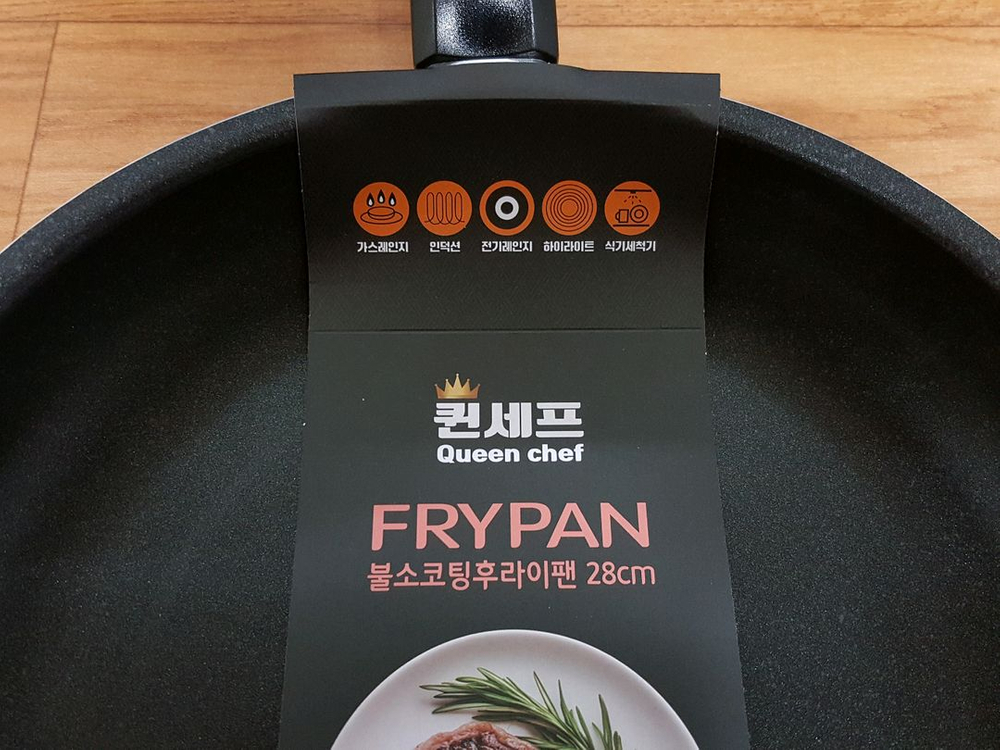 가스레인지 인덕션 전기레인지 하이라이트 식기세척기
퀸세프
Queen chef
FRYPAN
불소코팅후라이팬 28cm